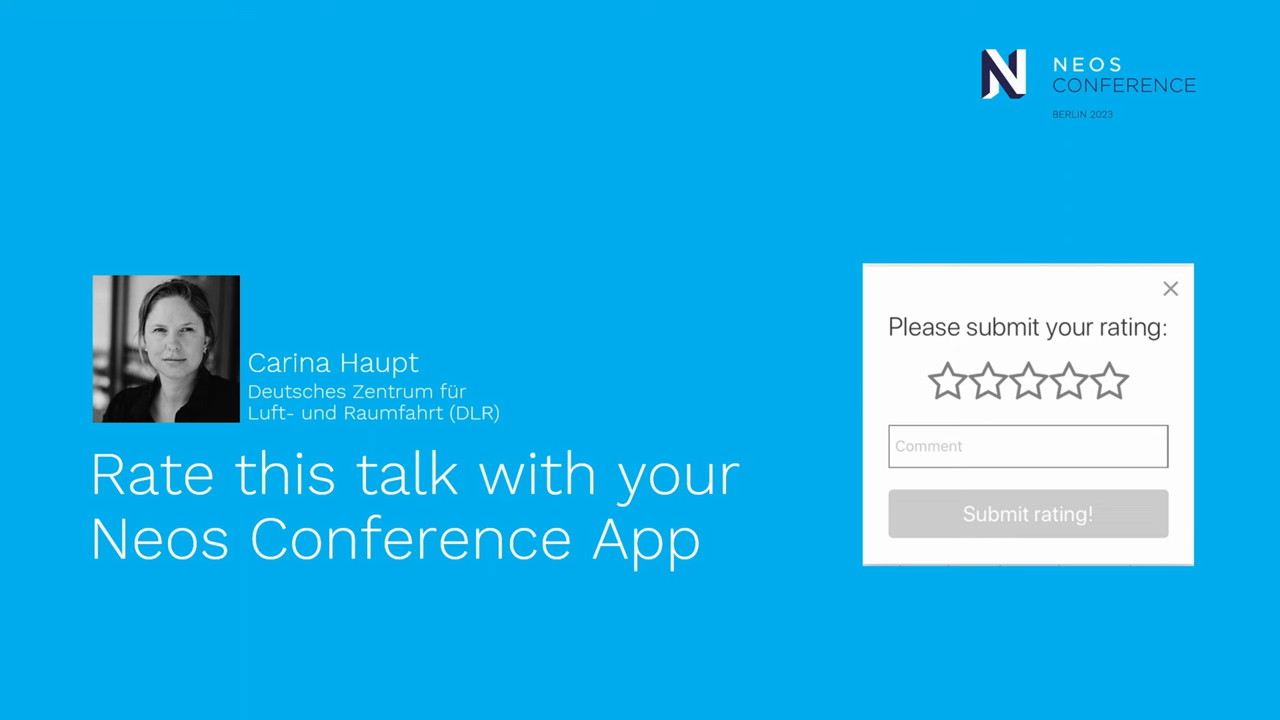 NEOS
CONFERENCE
BERLIN 2023
Carina Haupt
Deutsches Zentrum für
Luft- und Raumfahrt (DLR)
Rate this talk with your
Neos Conference App
Please submit your rating:
Comment
Submit rating!